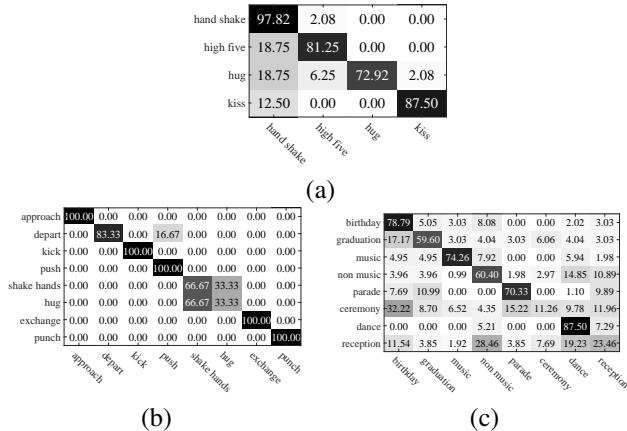 hand shake 97.82 2.08 0.00 0.00
high five 18.75 81.25 0.00 0.00
hug 18.75 6.25 72.92 2.08
kiss 12.50 0.00 0.00 87.50
hand shake high five hug kiss
(a)
approach 100.00 0.00 0.00 0.00 0.00 0.00 0.00 0.00
depart 0.00 83.33 0.00 16.67 0.00 0.00 0.00 0.00
kick 0.00 0.00 100.00 0.00 0.00 0.00 0.00 0.00
push 0.00 0.00 0.00 100.00 0.00 0.00 0.00 0.00
shake hands 0.00 0.00 0.00 0.00 66.67 33.33 0.00 0.00
hug 0.00 0.00 0.00 0.00 66.67 33.33 0.00 0.00
exchange 0.00 0.00 0.00 0.00 0.00 0.00 100.00 0.00
punch 0.00 0.00 0.00 0.00 0.00 0.00 0.00 100.00
approach depart kick push shake hands hug exchange punch
(b)
birthday 78.79 5.05 3.03 8.08 0.00 0.00 2.02 3.03
graduation 17.17 59.60 3.03 4.04 3.03 6.06 4.04 3.03
music 4.95 4.95 74.26 7.92 0.00 0.00 5.94 1.98
non music 3.96 3.96 0.99 60.40 1.98 2.97 14.85 10.89
parade 7.69 10.99 0.00 0.00 70.33 0.00 1.10 9.89
ceremony 32.22 8.70 6.52 4.35 15.22 11.26 9.78 11.96
dance 0.00 0.00 0.00 5.21 0.00 0.00 87.50 7.29
reception 11.54 3.85 1.92 28.46 3.85 7.69 19.23 23.46
birthday graduation music non music parade ceremony dance reception
(c)